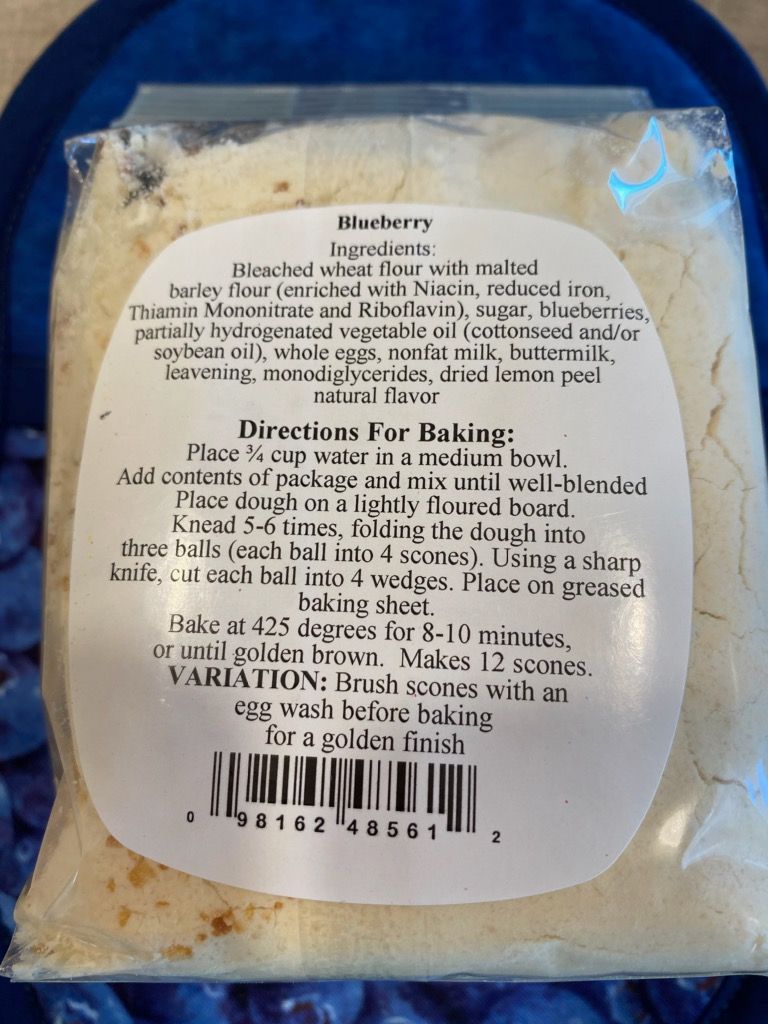 Blueberry
Ingredients:
Bleached wheat flour with malted
barley flour (enriched with Niacin, reduced iron,
Thiamin Mononitrate and Riboflavin), sugar, blueberries,
partially hydrogenated vegetable oil (cottonseed and/or
soybean oil), whole eggs, nonfat milk, buttermilk,
leavening, monodiglycerides, dried lemon peel
natural flavor
Directions For Baking:
Place ¾ cup water in a medium bowl.
Add contents of package and mix until well-blended
Place dough on a lightly floured board.
Knead 5-6 times, folding the dough into
three balls (each ball into 4 scones). Using a sharp
knife, cut each ball into 4 wedges. Place on greased
baking sheet.
Bake at 425 degrees for 8-10 minutes,
or until golden brown. Makes 12 scones.
VARIATION: Brush scones with an
egg wash before baking
for a golden finish
0 98162 48561 2